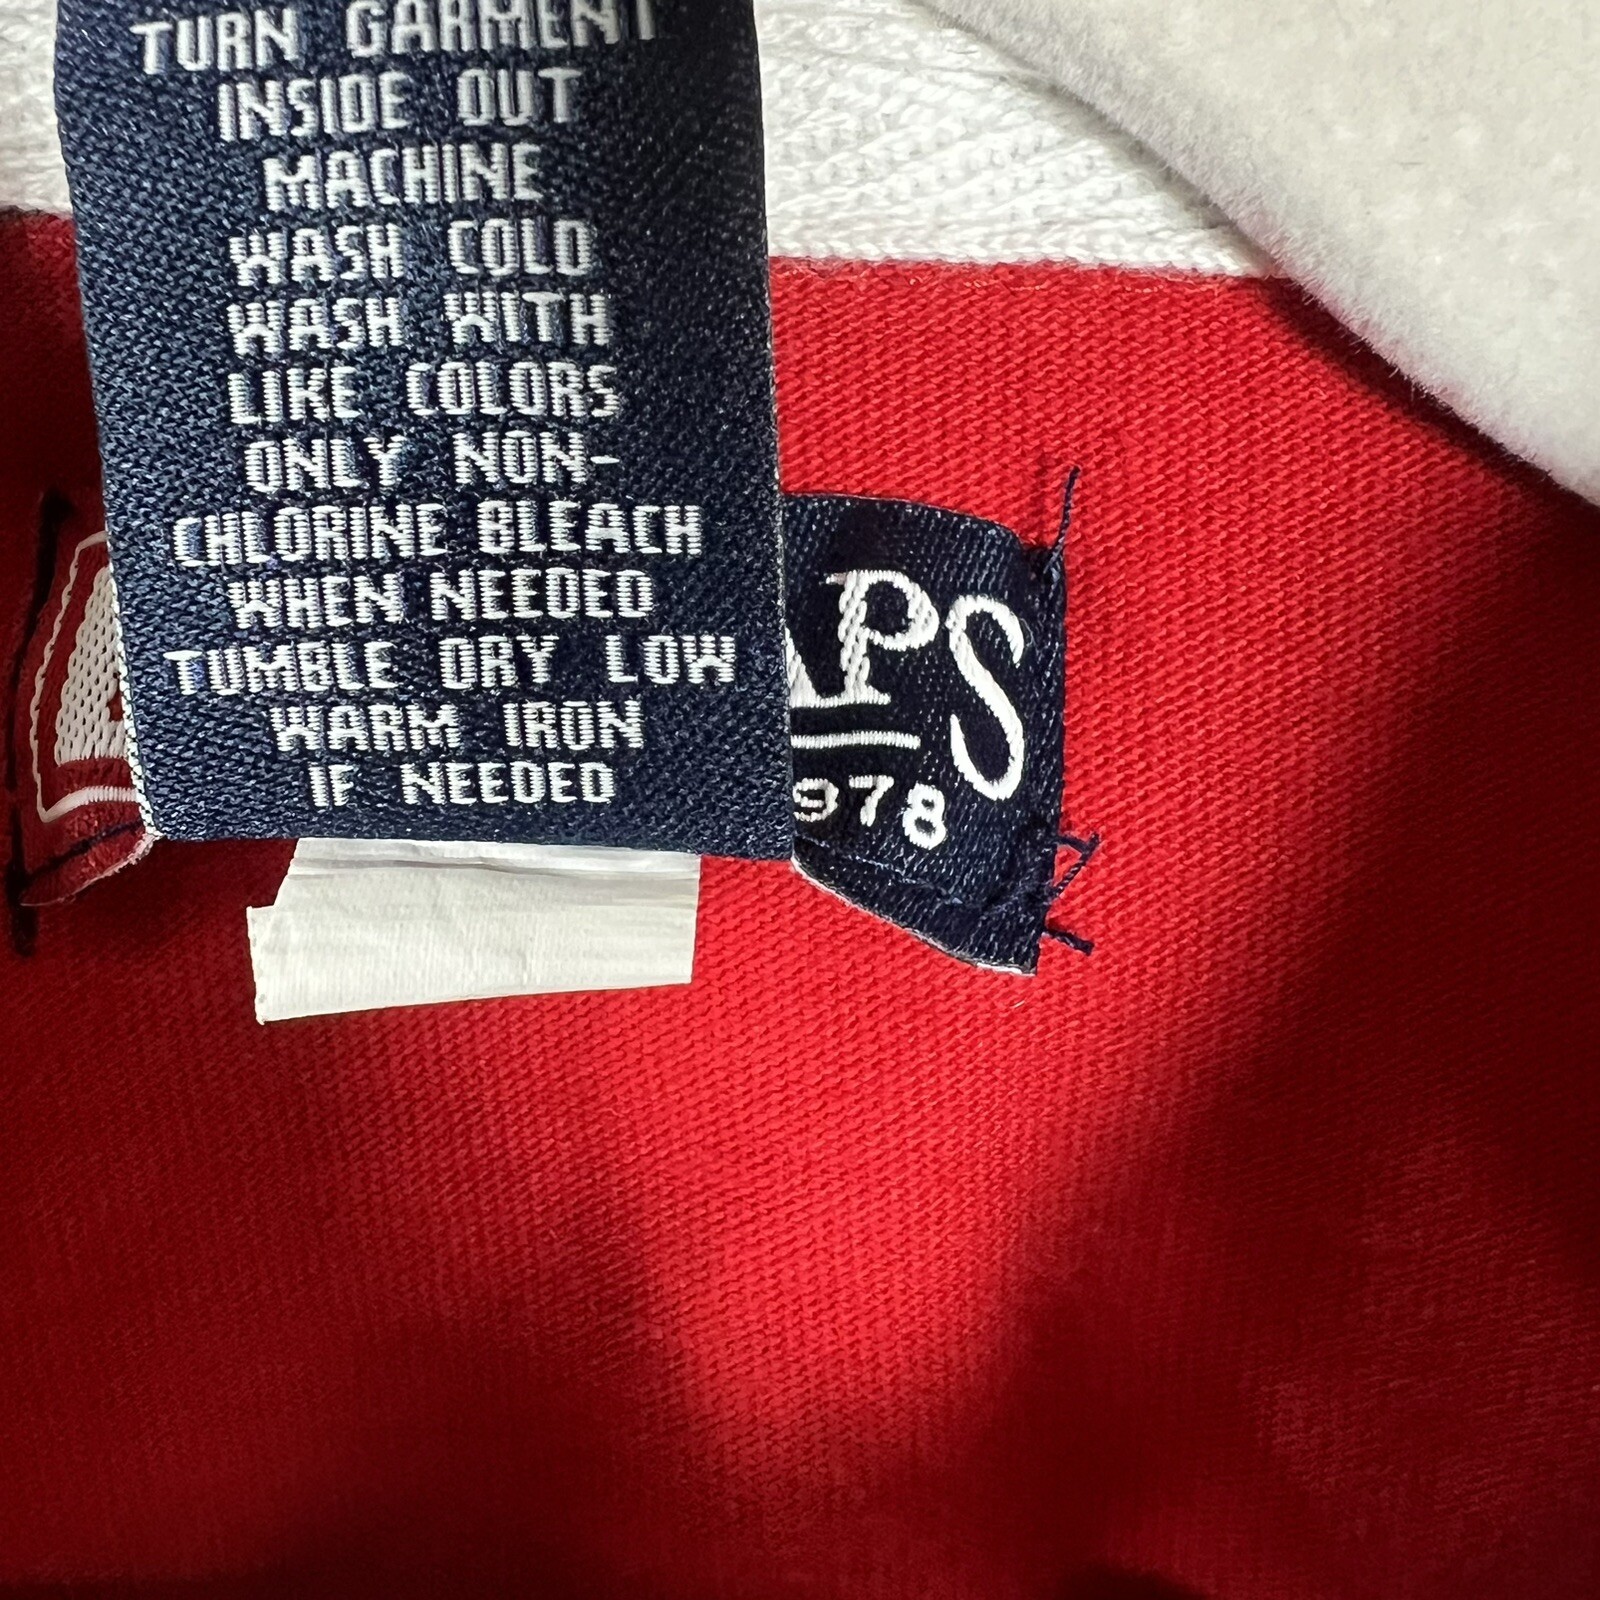 TURN GARMENT
INSIDE OUT
MACHINE
WASH COLD
WASH WITH
LIKE COLORS
ONLY NON-
CHLORINE BLEACH
WHEN NEEDED
TUMBLE DRY LOW
WARM IRON
IF NEEDED
APS
978